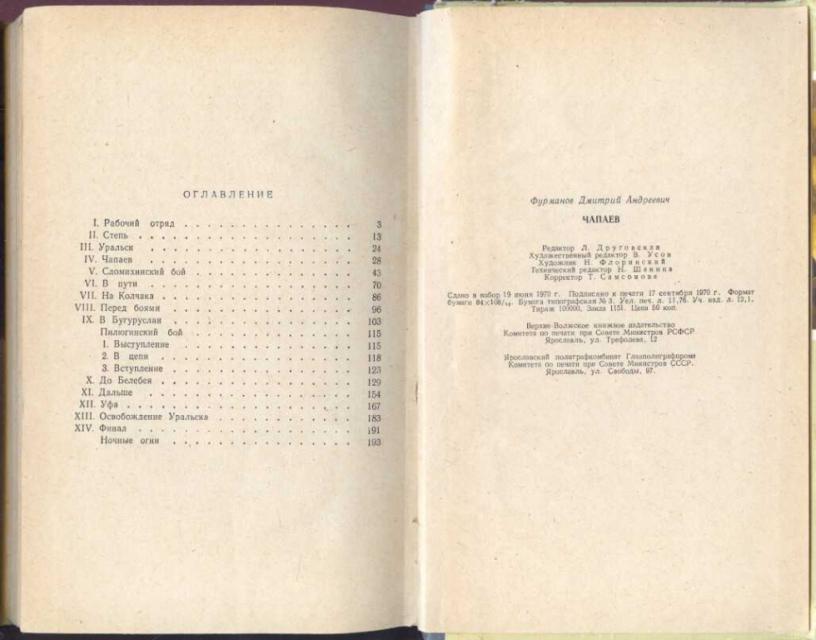 ОГЛАВЛЕНИЕ
I. Рабочий отряд . . . . . . . . . . . . . 3
II. Степь . . . . . . . . . . . . . . . 13
III. Уральск . . . . . . . . . . . . . . 24
IV. Чапаев . . . . . . . . . . . . . . 28
V. Сломихинский бой . . . . . . . . . . . . 43
VI. В пути . . . . . . . . . . . . . . 70
VII. На Колчака . . . . . . . . . . . . . 86
VIII. Перед боями . . . . . . . . . . . . . 96
IX. В Бугуруслан . . . . . . . . . . . . . 103
Пилюгинский бой . . . . . . . . . . . . 115
1. Выступление . . . . . . . . . . . . 115
2. В цепи . . . . . . . . . . . . . . 118
3. Вступление . . . . . . . . . . . . . 123
X. До Белебея . . . . . . . . . . . . . 129
XI. Дальше . . . . . . . . . . . . . . 154
XII. Уфа . . . . . . . . . . . . . . . 167
XIII. Освобождение Уральска . . . . . . . . . . 183
XIV. Финал . . . . . . . . . . . . . . 191
Ночные огни . . . . . . . . . . . . . 193
Фурманов Дмитрий Андреевич
ЧАПАЕВ
Редактор Л. Друговская
Художественный редактор В. Усов
Художник Н. Флоринский
Технический редактор Н. Шанина
Корректор Т. Самсонова
Сдано в набор 19 июня 1970 г. Подписано к печати 17 сентября 1970 г. Формат
бумаги 84×108/ Бумага типографская № 3. Усл. печ. л. 11,76. Уч. изд. л. 12,1.
Тираж 100000, Заказ 1151. Цена 50 коп.
Верхне-Волжское книжное издательство
Комитета по печати при Совете Министров РСФСР
Ярославль, ул. Трефолева, 12
Ярославский полиграфкомбинат Главполиграфпрома
Комитета по печати при Совете Министров СССР.
Ярославль, ул. Свободы, 97.